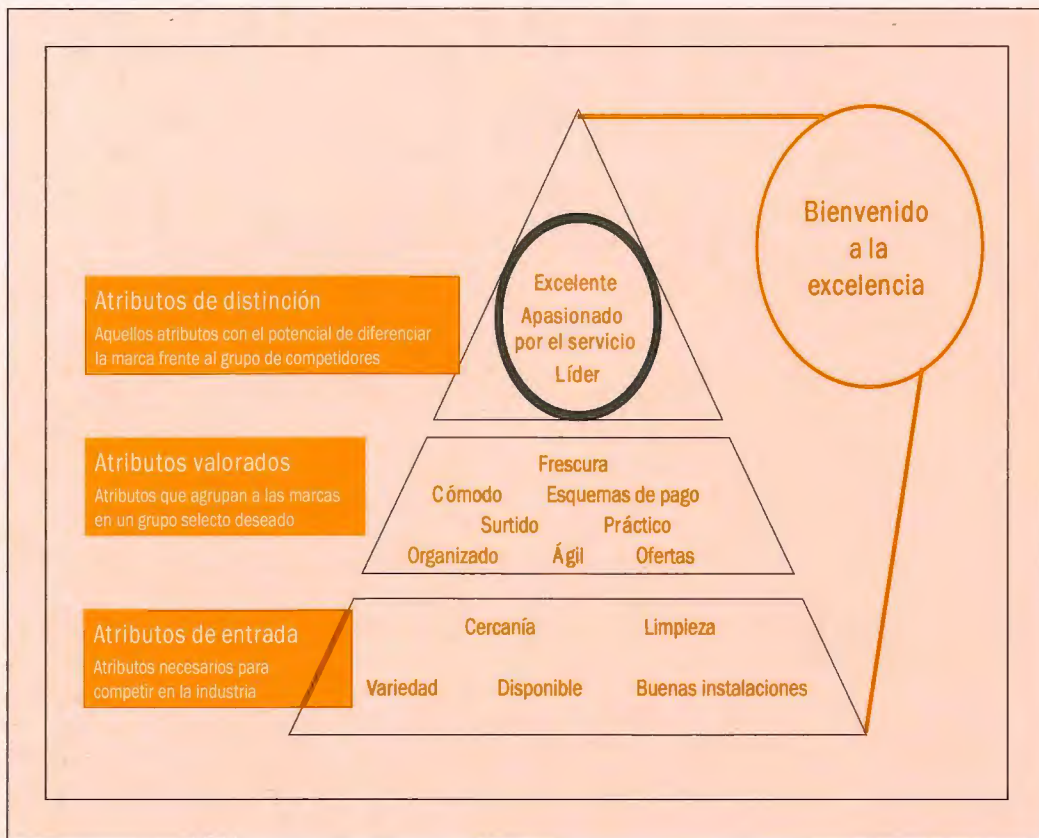 Bienvenido
a la
excelencia
Atributos de distinción
Aquellos atributos con el potencial de diferenciar
la marca frente al grupo de competidores
Excelente
Apasionado
por el servicio
Líder
Atributos valorados
Atributos que agrupan a las marcas
en un grupo selecto deseado
Frescura
Cómodo Esquemas de pago
Surtido Práctico
Organizado Ágil Ofertas
Atributos de entrada
Atributos necesarios para
competir en la industria
Cercanía Limpieza
Variedad Disponible Buenas instalaciones